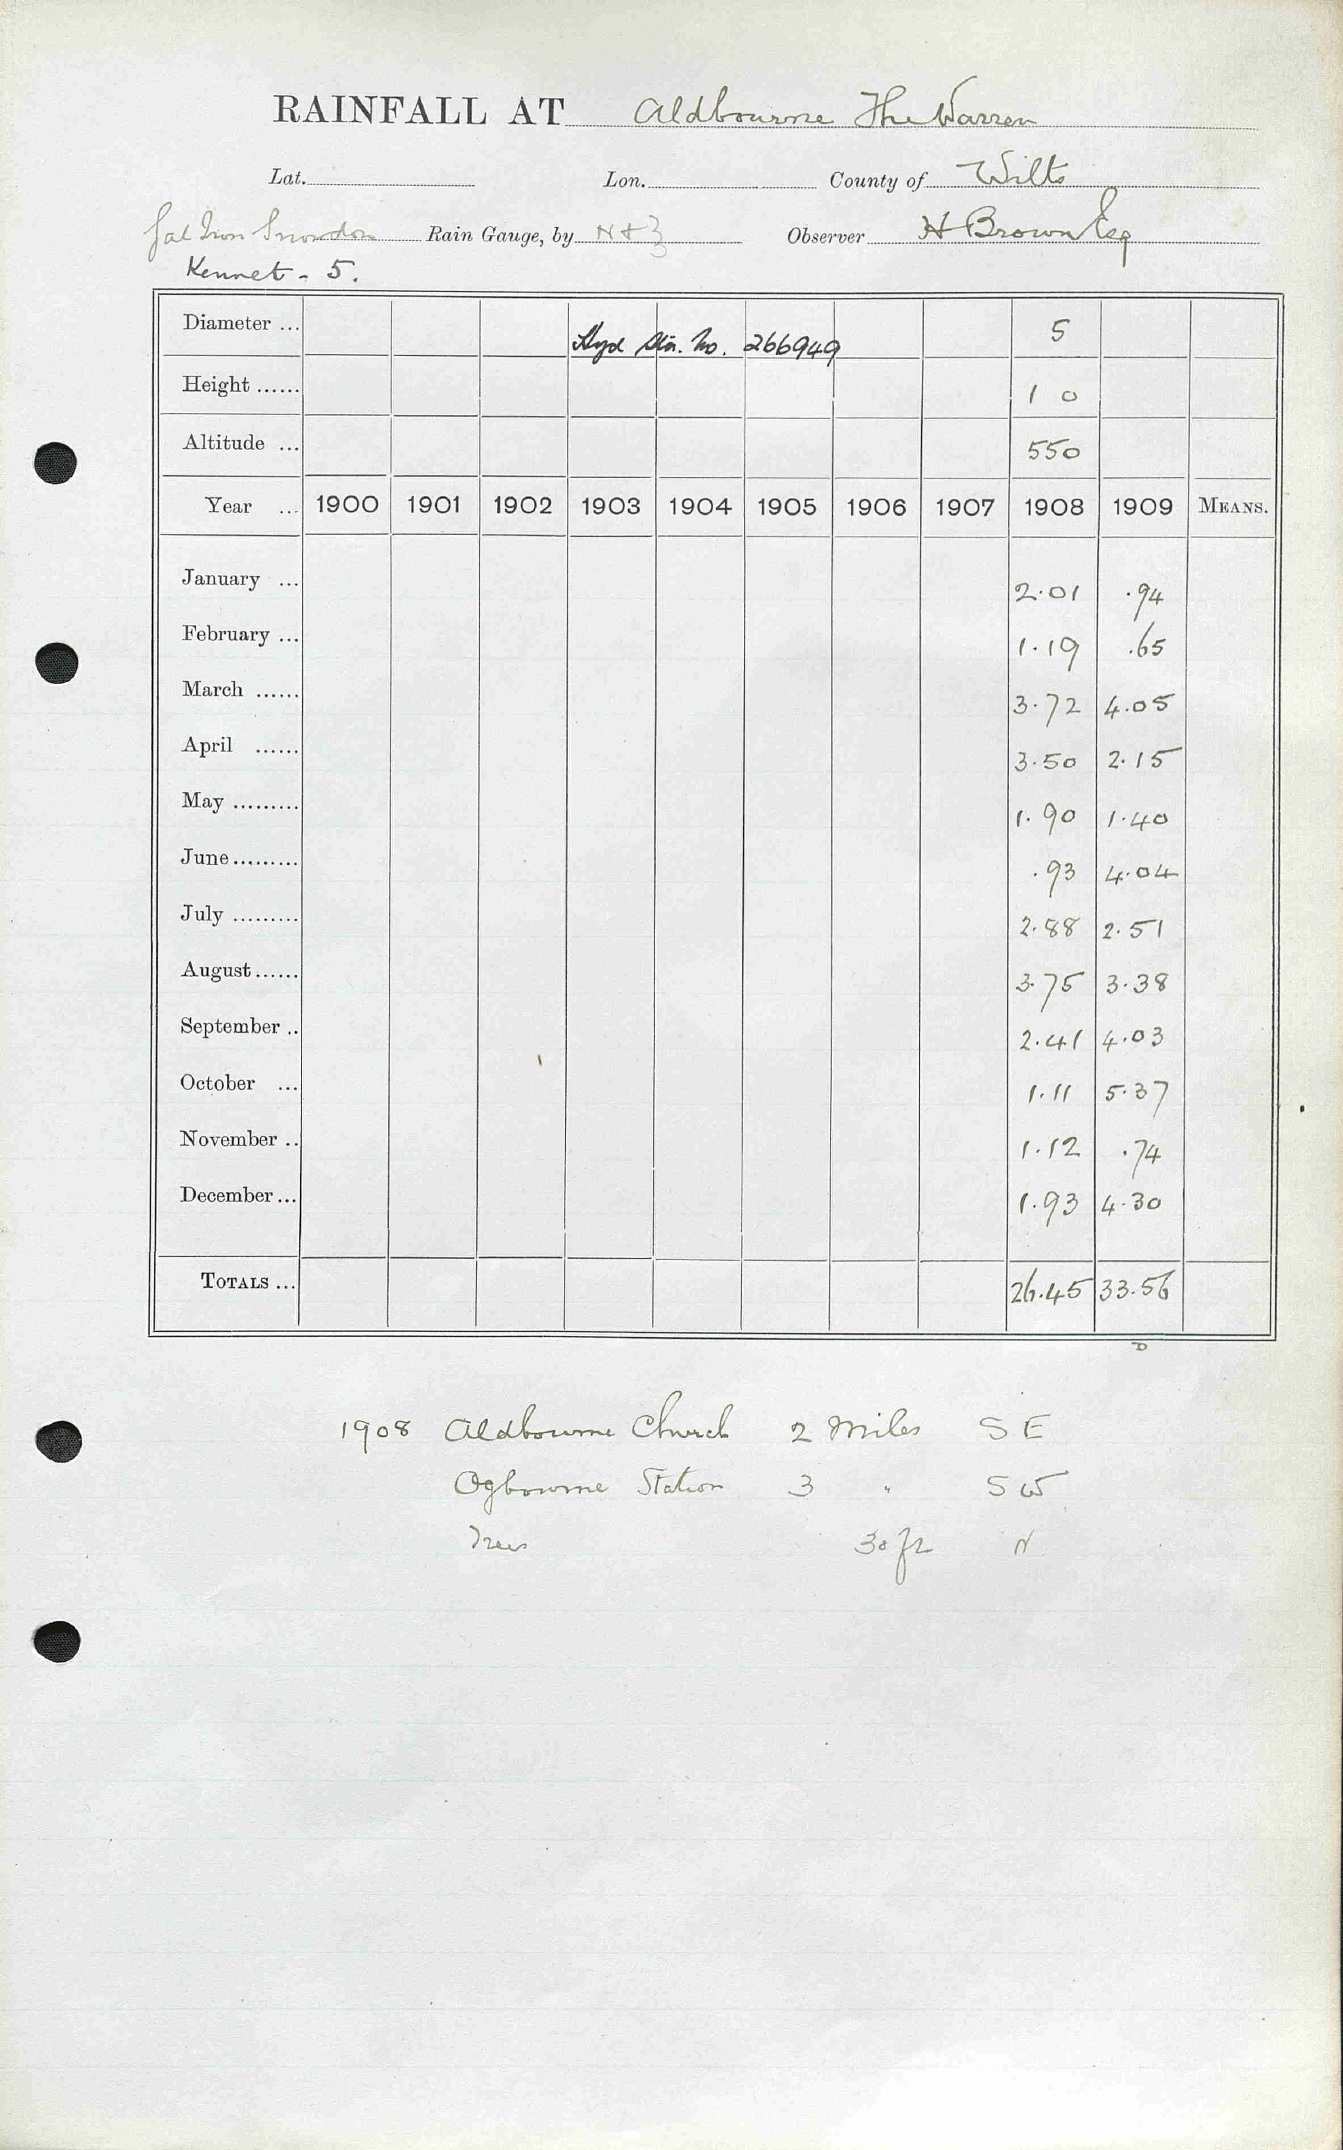 RAINFALL AT Aldbourne The Warren
Lat. Lon. County of Wilts
Gal Iron Snowdon Rain Gauge, by N & Z Observer H Brown Esq
Kennet - 5.
Diameter ... 5
Hyd Stn. No. 266949
Height ...... 1 0
Altitude ... 550
Year ... 1900 1901 1902 1903 1904 1905 1906 1907 1908 1909 MEANS.
January ... 2.01 .94
February ... 1.19 .65
March ...... 3.72 4.05
April ...... 3.50 2.15
May ......... 1.90 1.40
June ......... .93 4.04
July ......... 2.88 2.51
August ...... 3.75 3.38
September .. 2.41 4.03
October ... 1.11 5.37
November .. 1.12 .74
December ... 1.93 4.30
TOTALS ... 26.45 33.56
D
1908 Aldbourne Church 2 Miles S E
Ogbourne Station 3 " S W
Trees 30 ft N